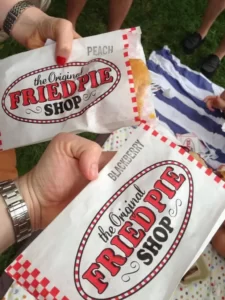 PEACH
the Original
FRIED PIE
SHOP
BLACKBERRY
the Original
FRIED PIE
SHOP